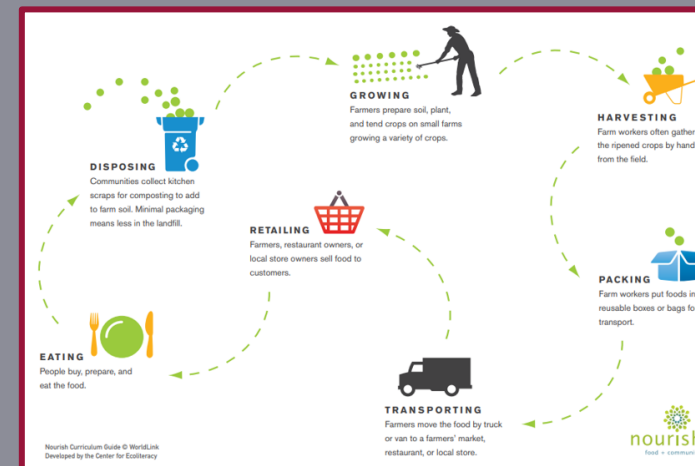 GROWING
Farmers prepare soil, plant,
and tend crops on small farms
growing a variety of crops.
HARVESTING
Farm workers often gather
the ripened crops by hand
from the field.
DISPOSING
Communities collect kitchen
scraps for composting to add
to farm soil. Minimal packaging
means less in the landfill.
RETAILING
Farmers, restaurant owners, or
local store owners sell food to
customers.
PACKING
Farm workers put foods in
reusable boxes or bags fo
transport.
EATING
People buy, prepare, and
eat the food.
TRANSPORTING
Farmers move the food by truck
or van to a farmers' market,
restaurant, or local store.
Nourish Curriculum Guide © WorldLink
Developed by the Center for Ecoliteracy
nourish
food + communi